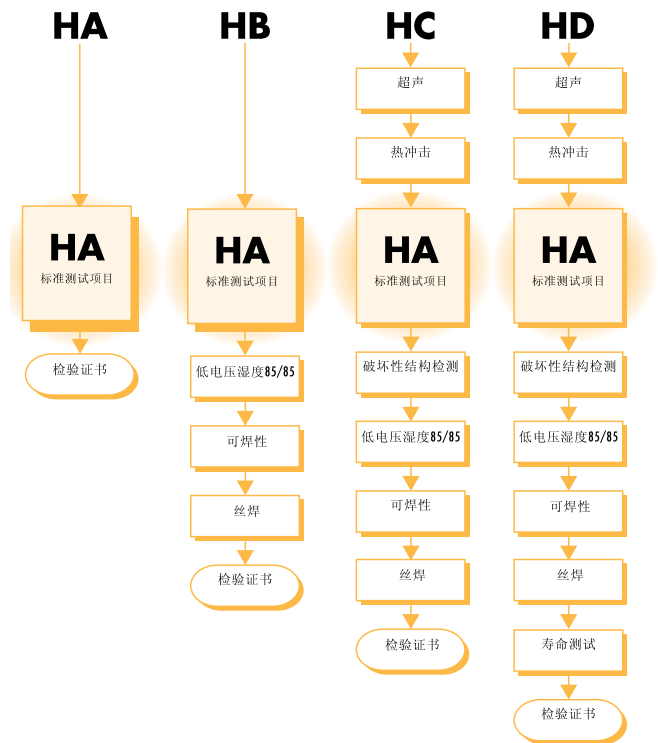 HA
HA
标准测试项目
检验证书
HB
HA
标准测试项目
低电压湿度85/85
可焊性
丝焊
检验证书
HC
超声
热冲击
HA
标准测试项目
破坏性结构检测
低电压湿度85/85
可焊性
丝焊
检验证书
HD
超声
热冲击
HA
标准测试项目
破坏性结构检测
低电压湿度85/85
可焊性
丝焊
寿命测试
检验证书